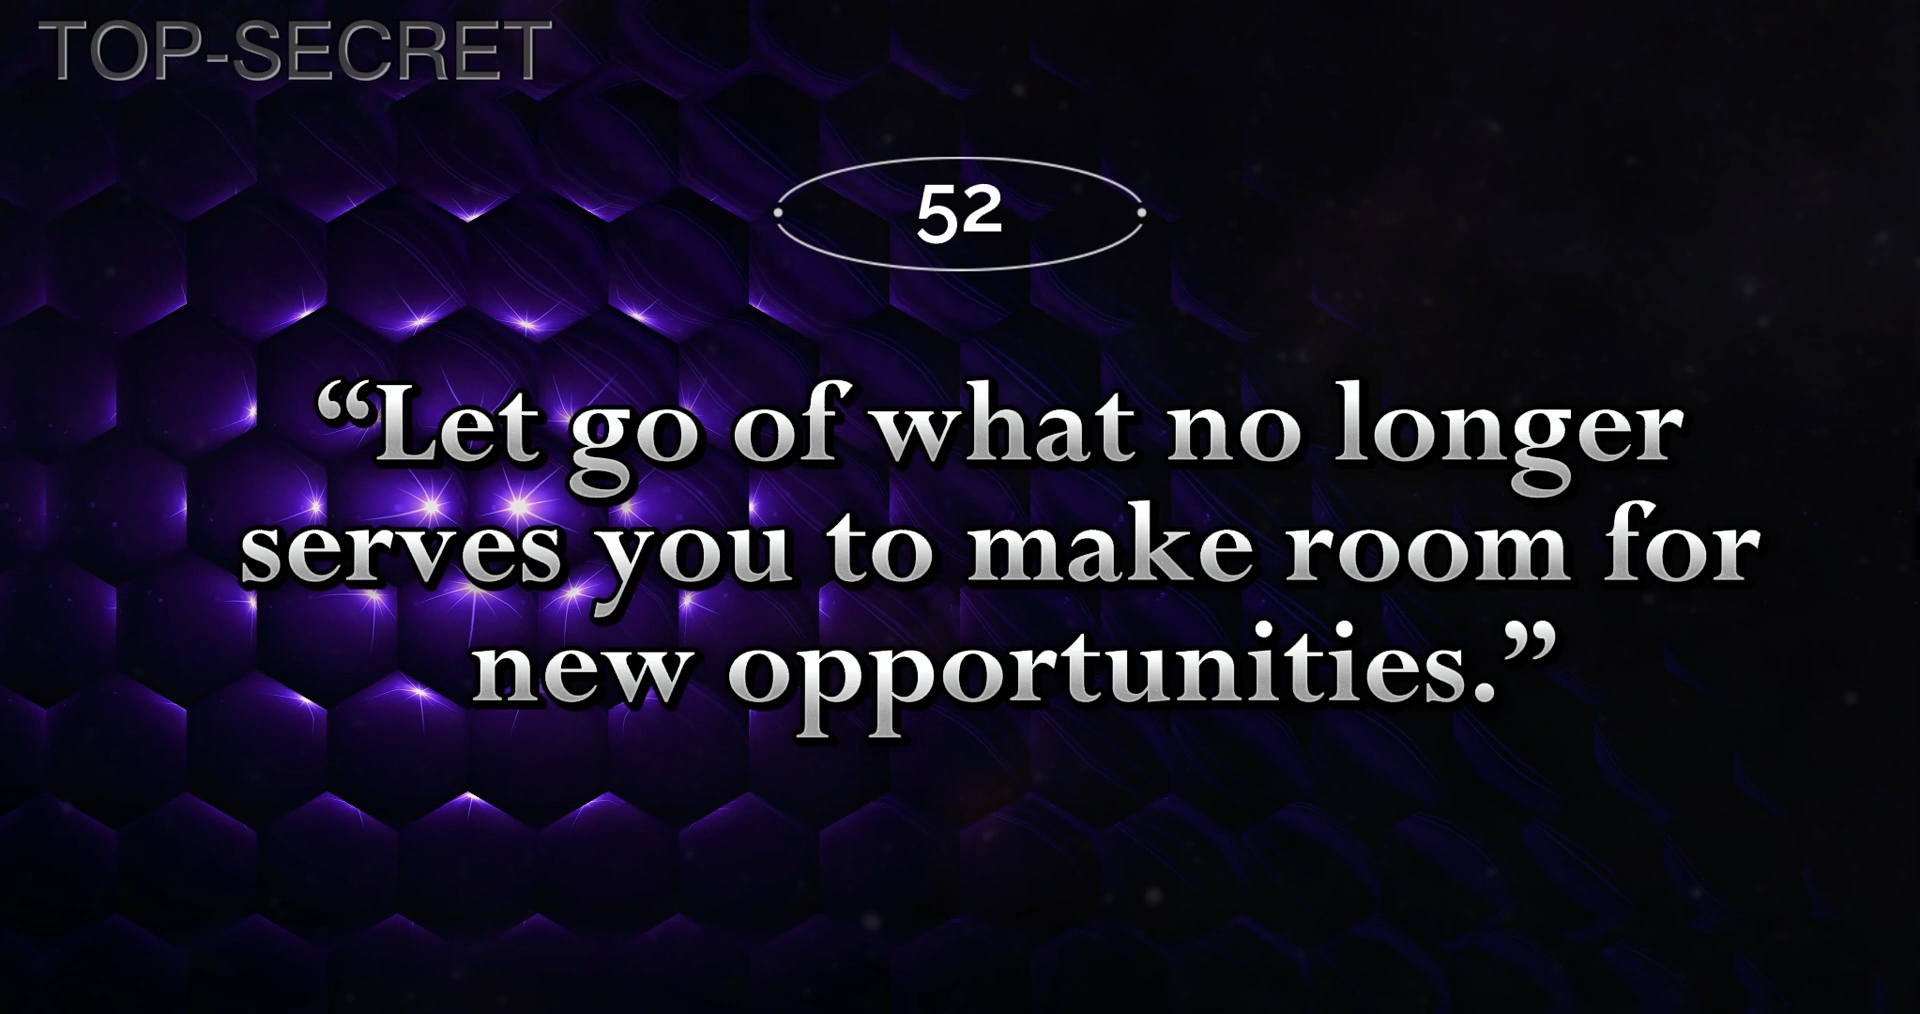 TOP-SECRET
52
“Let go of what no longer
serves you to make room for
new opportunities.”